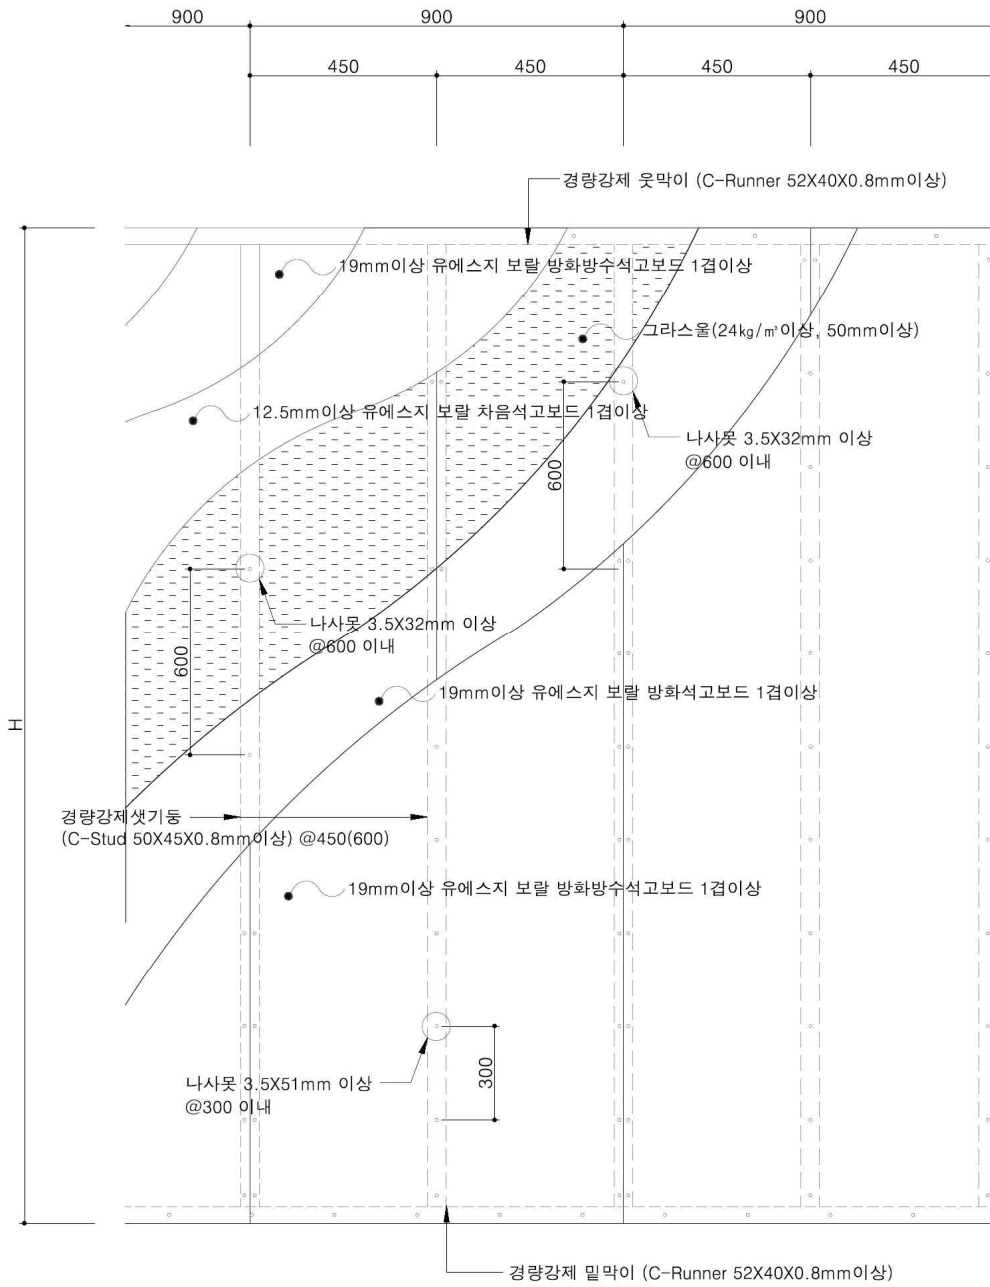 900
900
900
450
450
450
450
경량강제 웃막이 (C-Runner 52X40X0.8mm이상)
19mm이상 유에스지 보랄 방화방수석고보드 1겹이상
그라스울(24kg/㎥이상, 50mm이상)
12.5mm이상 유에스지 보랄 차음석고보드 1겹이상
나사못 3.5X32mm 이상
@600 이내
600
나사못 3.5X32mm 이상
@600 이내
600
19mm이상 유에스지 보랄 방화석고보드 1겹이상
H
경량강제샛기둥
(C-Stud 50X45X0.8mm이상) @450(600)
19mm이상 유에스지 보랄 방화방수석고보드 1겹이상
나사못 3.5X51mm 이상
@300 이내
300
경량강제 밑막이 (C-Runner 52X40X0.8mm이상)